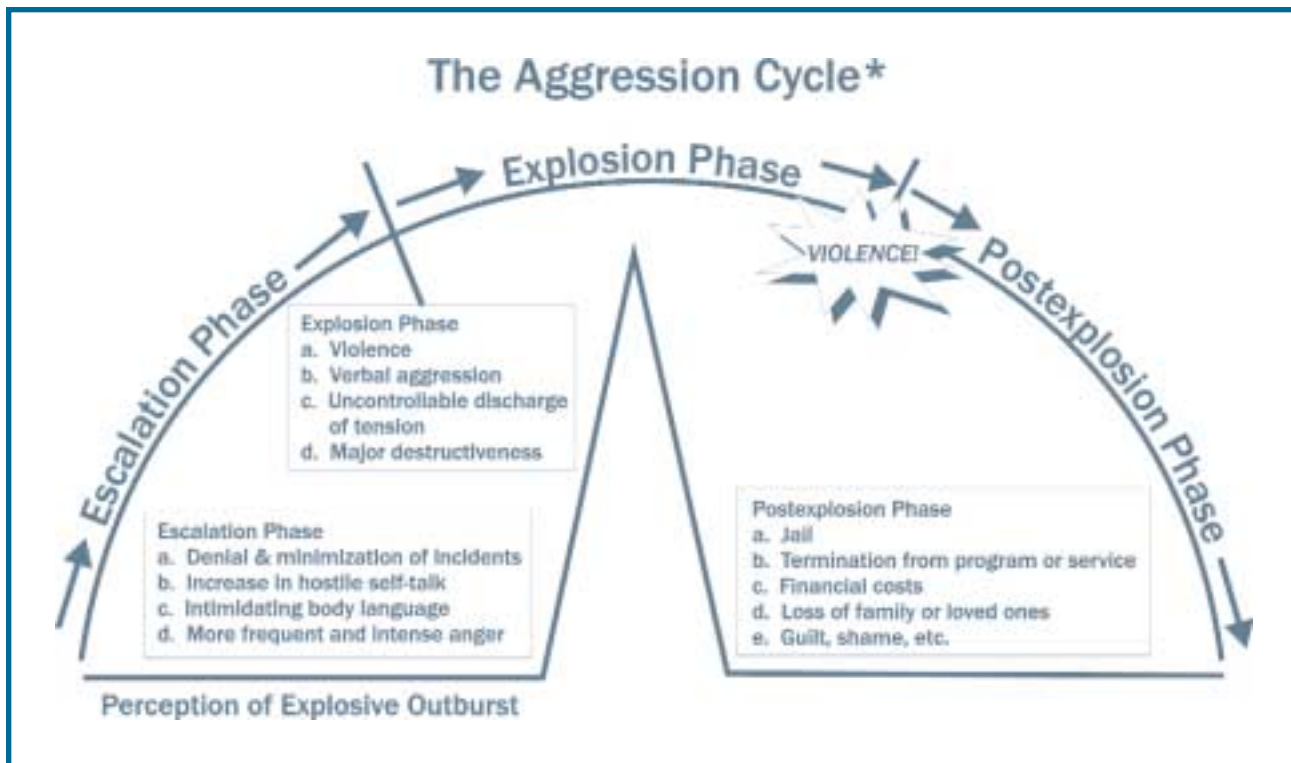 The Aggression Cycle*
Escalation Phase
Explosion Phase
Postexplosion Phase
VIOLENCE!
Explosion Phase
a. Violence
b. Verbal aggression
c. Uncontrollable discharge
of tension
d. Major destructiveness
Escalation Phase
a. Denial & minimization of incidents
b. Increase in hostile self-talk
c. Intimidating body language
d. More frequent and intense anger
Postexplosion Phase
a. Jail
b. Termination from program or service
c. Financial costs
d. Loss of family or loved ones
e. Guilt, shame, etc.
Perception of Explosive Outburst